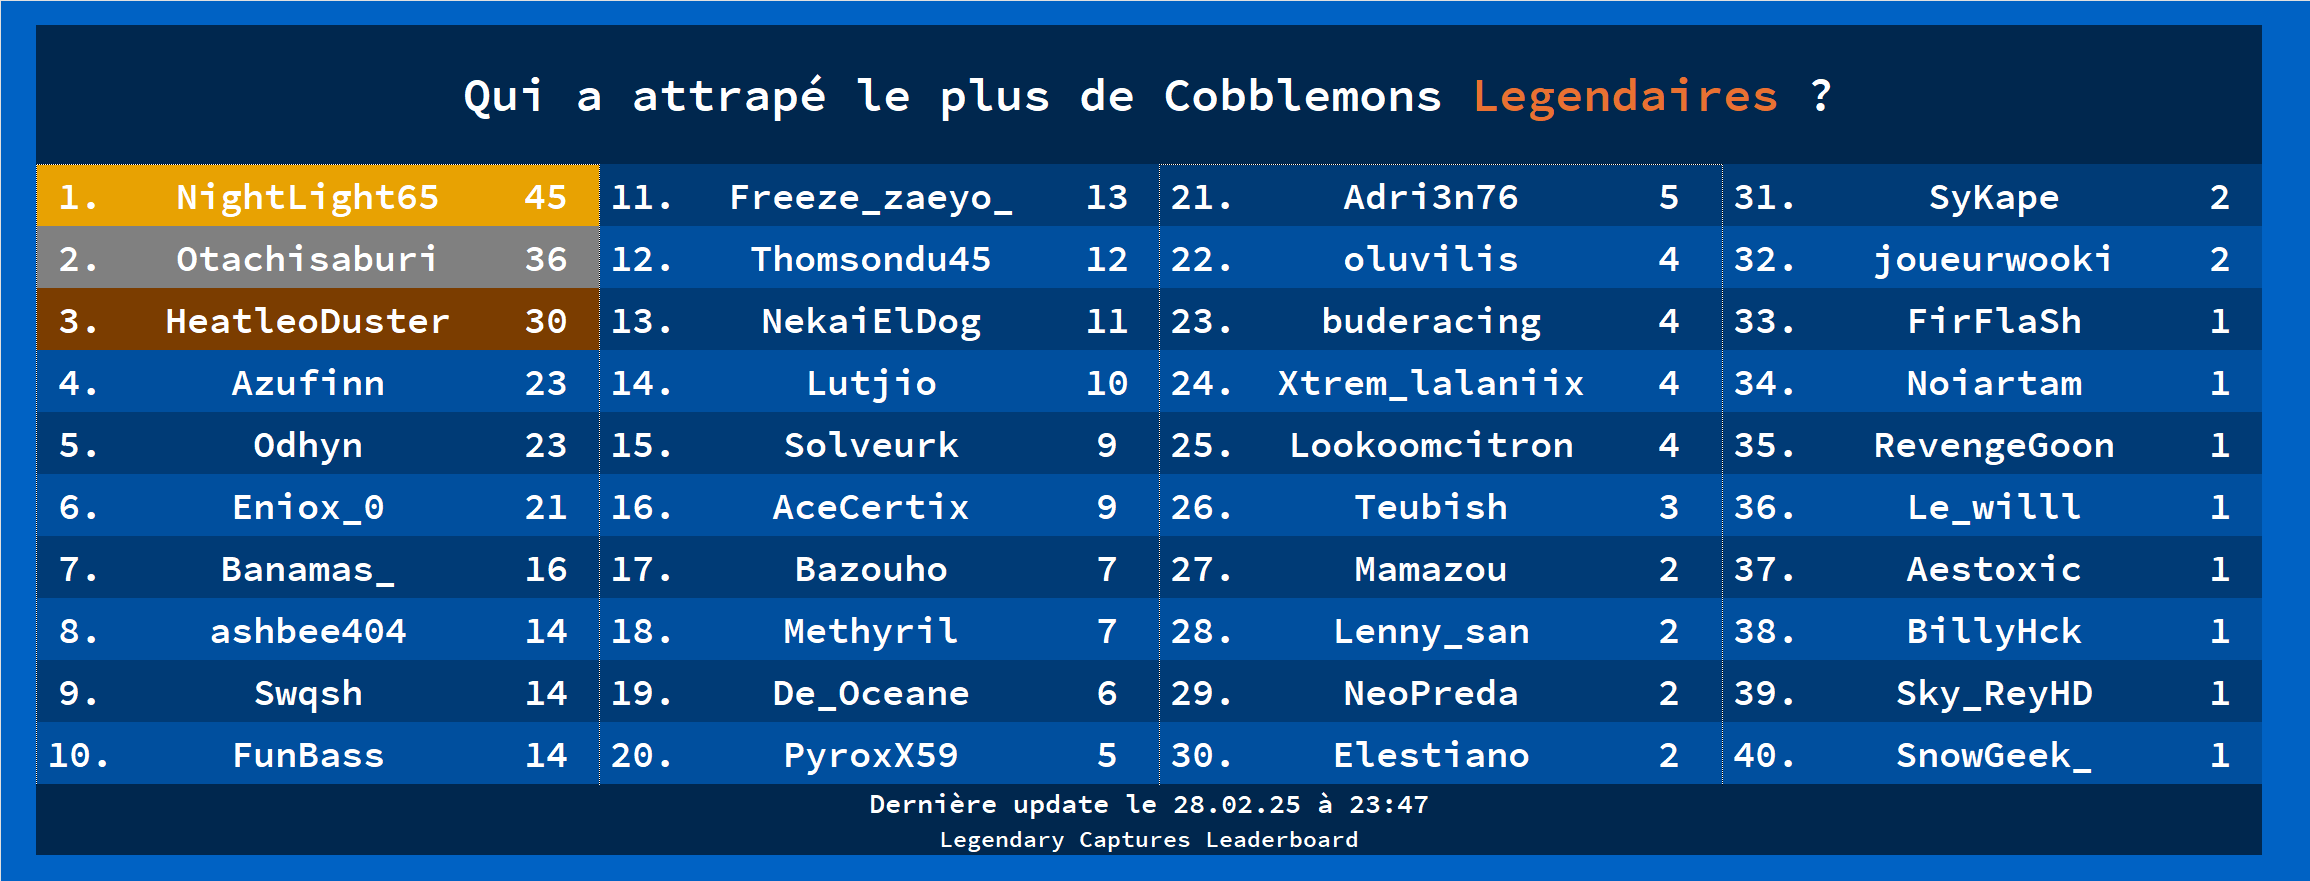 Qui a attrapé le plus de Cobblemons Legendaires ?
1. NightLight65 45
2. Otachisaburi 36
3. HeatleoDuster 30
4. Azufinn 23
5. Odhyn 23
6. Eniox_0 21
7. Banamas_ 16
8. ashbee404 14
9. Swqsh 14
10. FunBass 14
11. Freeze_zaeyo_ 13
12. Thomsondu45 12
13. NekaiElDog 11
14. Lutjio 10
15. Solveurk 9
16. AceCertix 9
17. Bazouho 7
18. Methyril 7
19. De_Oceane 6
20. PyroxX59 5
21. Adri3n76 5
22. oluvilis 4
23. buderacing 4
24. Xtrem_lalaniix 4
25. Lookoomcitron 4
26. Teubish 3
27. Mamazou 2
28. Lenny_san 2
29. NeoPreda 2
30. Elestiano 2
31. SyKape 2
32. joueurwooki 2
33. FirFlaSh 1
34. Noiartam 1
35. RevengeGoon 1
36. Le_willl 1
37. Aestoxic 1
38. BillyHck 1
39. Sky_ReyHD 1
40. SnowGeek_ 1
Dernière update le 28.02.25 à 23:47
Legendary Captures Leaderboard